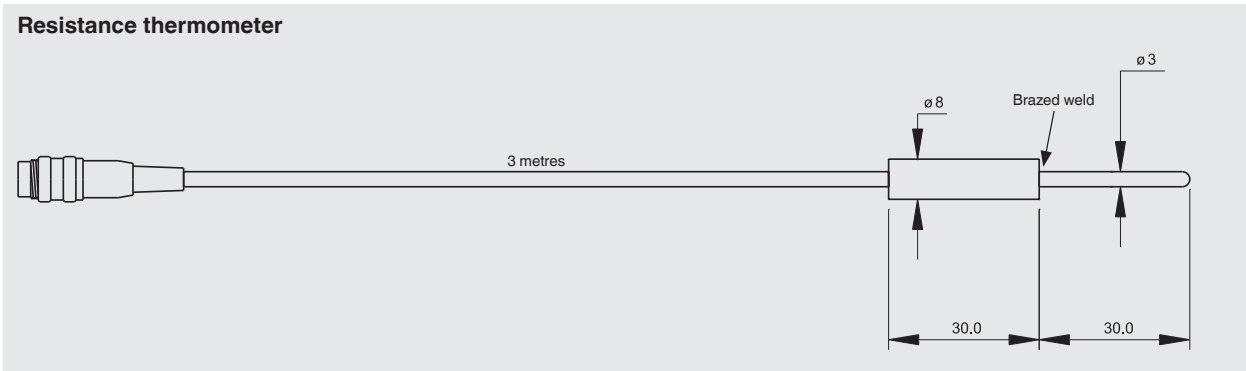 Resistance thermometer
ø 3
ø 8
Brazed weld
3 metres
30.0
30.0